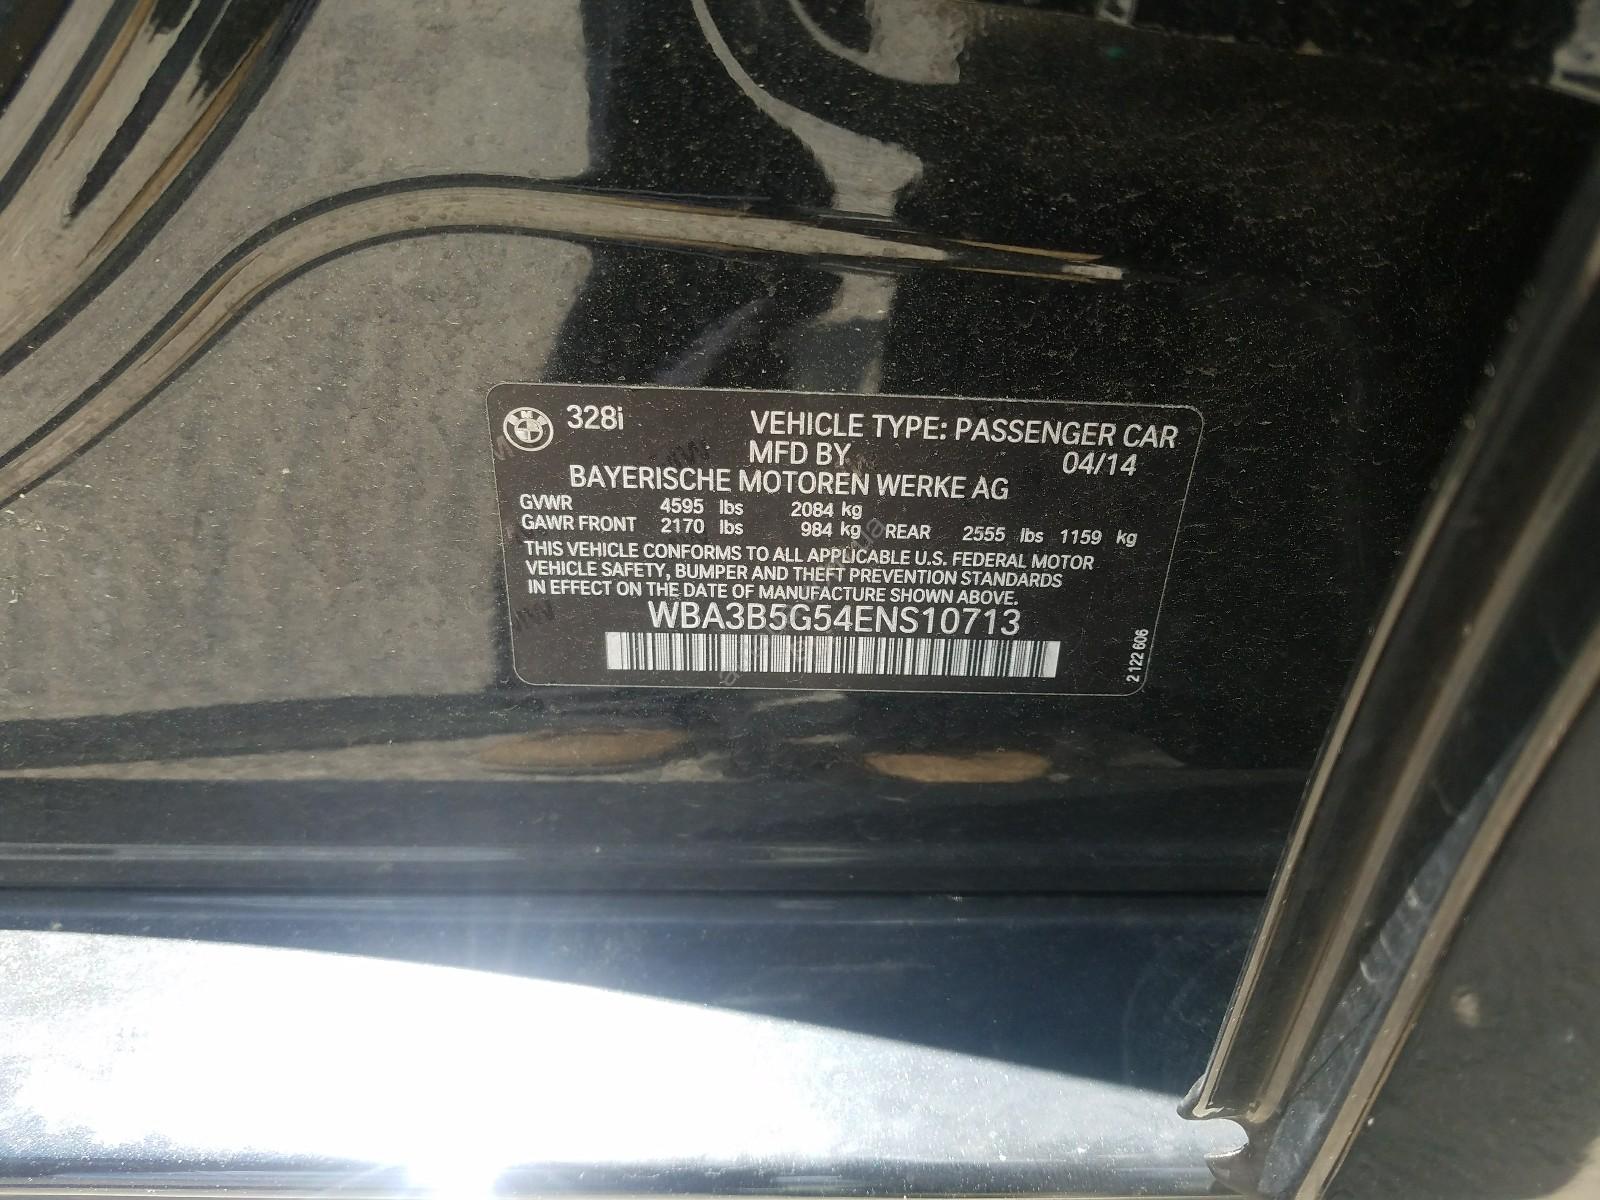 328i VEHICLE TYPE: PASSENGER CAR
MFD BY 04/14
BAYERISCHE MOTOREN WERKE AG
GVWR 4595 lbs 2084 kg
GAWR FRONT 2170 lbs 984 kg REAR 2555 lbs 1159 kg
THIS VEHICLE CONFORMS TO ALL APPLICABLE U.S. FEDERAL MOTOR
VEHICLE SAFETY, BUMPER AND THEFT PREVENTION STANDARDS
IN EFFECT ON THE DATE OF MANUFACTURE SHOWN ABOVE.
WBA3B5G54ENS10713
2 122 606